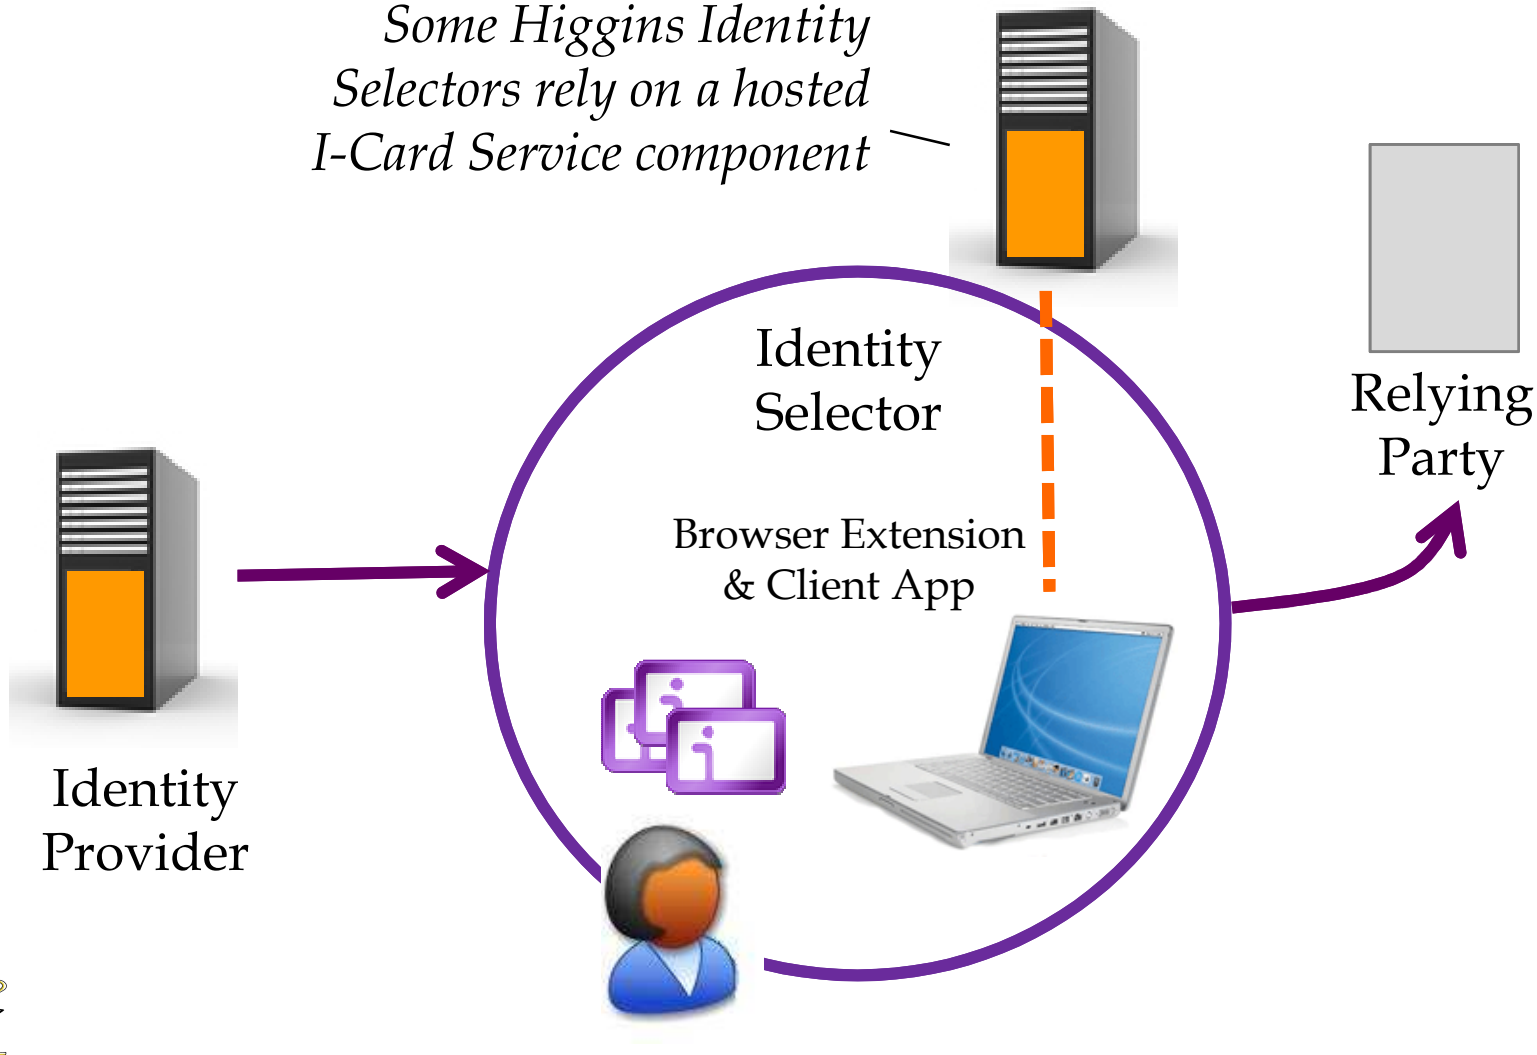 Some Higgins Identity
Selectors rely on a hosted
I-Card Service component
Identity
Selector
Relying
Party
Browser Extension
& Client App
Identity
Provider